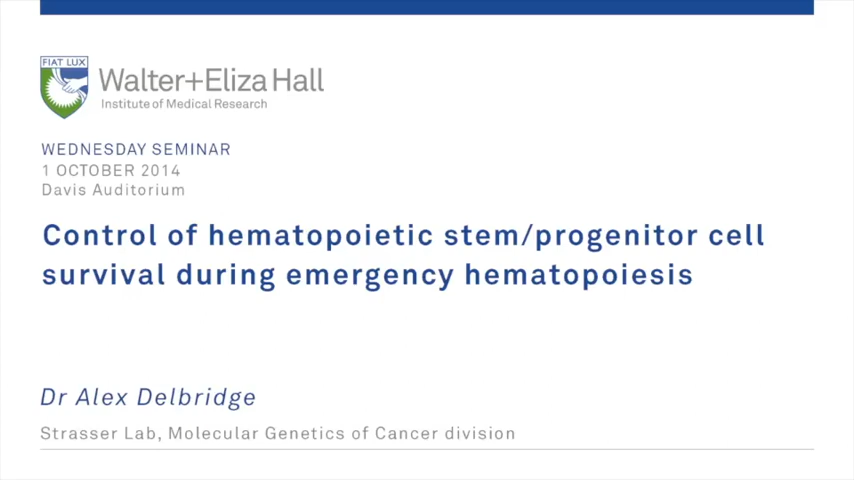 FIAT LUX
Walter+Eliza Hall
Institute of Medical Research
WEDNESDAY SEMINAR
1 OCTOBER 2014
Davis Auditorium
Control of hematopoietic stem/progenitor cell
survival during emergency hematopoiesis
Dr Alex Delbridge
Strasser Lab, Molecular Genetics of Cancer division